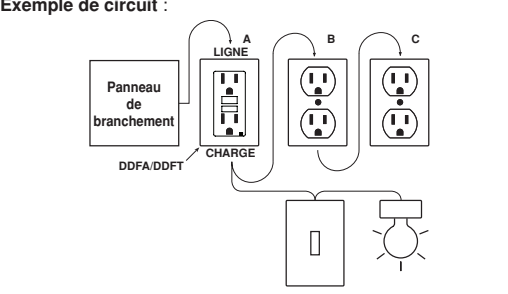 Exemple de circuit :
A
B
C
LIGNE
Panneau
de
branchement
CHARGE
DDFA/DDFT